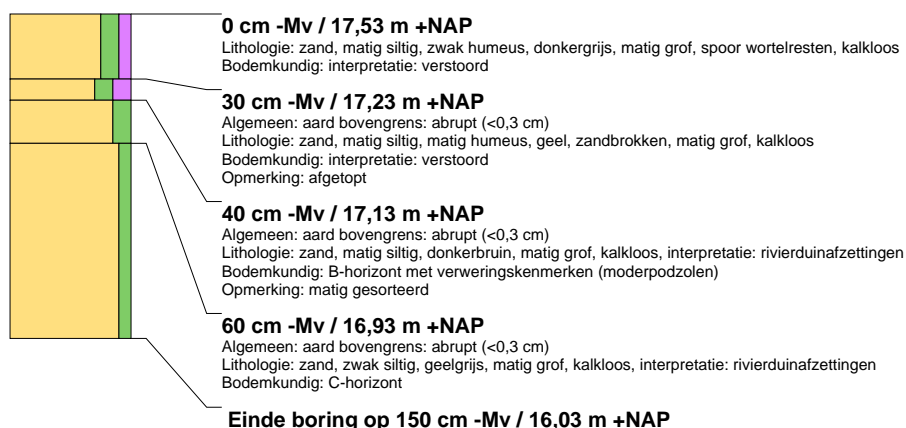 0 cm -Mv / 17,53 m +NAP
Lithologie: zand, matig siltig, zwak humeus, donkergrijs, matig grof, spoor wortelresten, kalkloos
Bodemkundig: interpretatie: verstoord
30 cm -Mv / 17,23 m +NAP
Algemeen: aard bovengrens: abrupt (<0,3 cm)
Lithologie: zand, matig siltig, matig humeus, geel, zandbrokken, matig grof, kalkloos
Bodemkundig: interpretatie: verstoord
Opmerking: afgetopt
40 cm -Mv / 17,13 m +NAP
Algemeen: aard bovengrens: abrupt (<0,3 cm)
Lithologie: zand, matig siltig, donkerbruin, matig grof, kalkloos, interpretatie: rivierduinafzettingen
Bodemkundig: B-horizont met verweringskenmerken (moderpodzolen)
Opmerking: matig gesorteerd
60 cm -Mv / 16,93 m +NAP
Algemeen: aard bovengrens: abrupt (<0,3 cm)
Lithologie: zand, zwak siltig, geelgrijs, matig grof, kalkloos, interpretatie: rivierduinafzettingen
Bodemkundig: C-horizont
Einde boring op 150 cm -Mv / 16,03 m +NAP